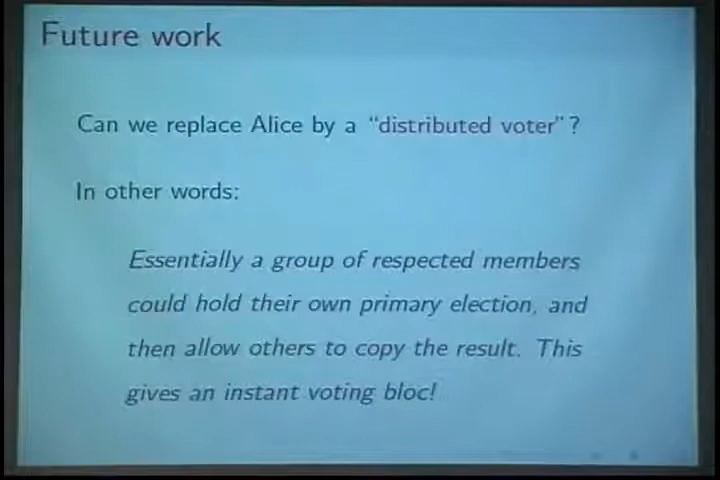 Future work
Can we replace Alice by a “distributed voter”?
In other words:
Essentially a group of respected members
could hold their own primary election, and
then allow others to copy the result. This
gives an instant voting bloc!